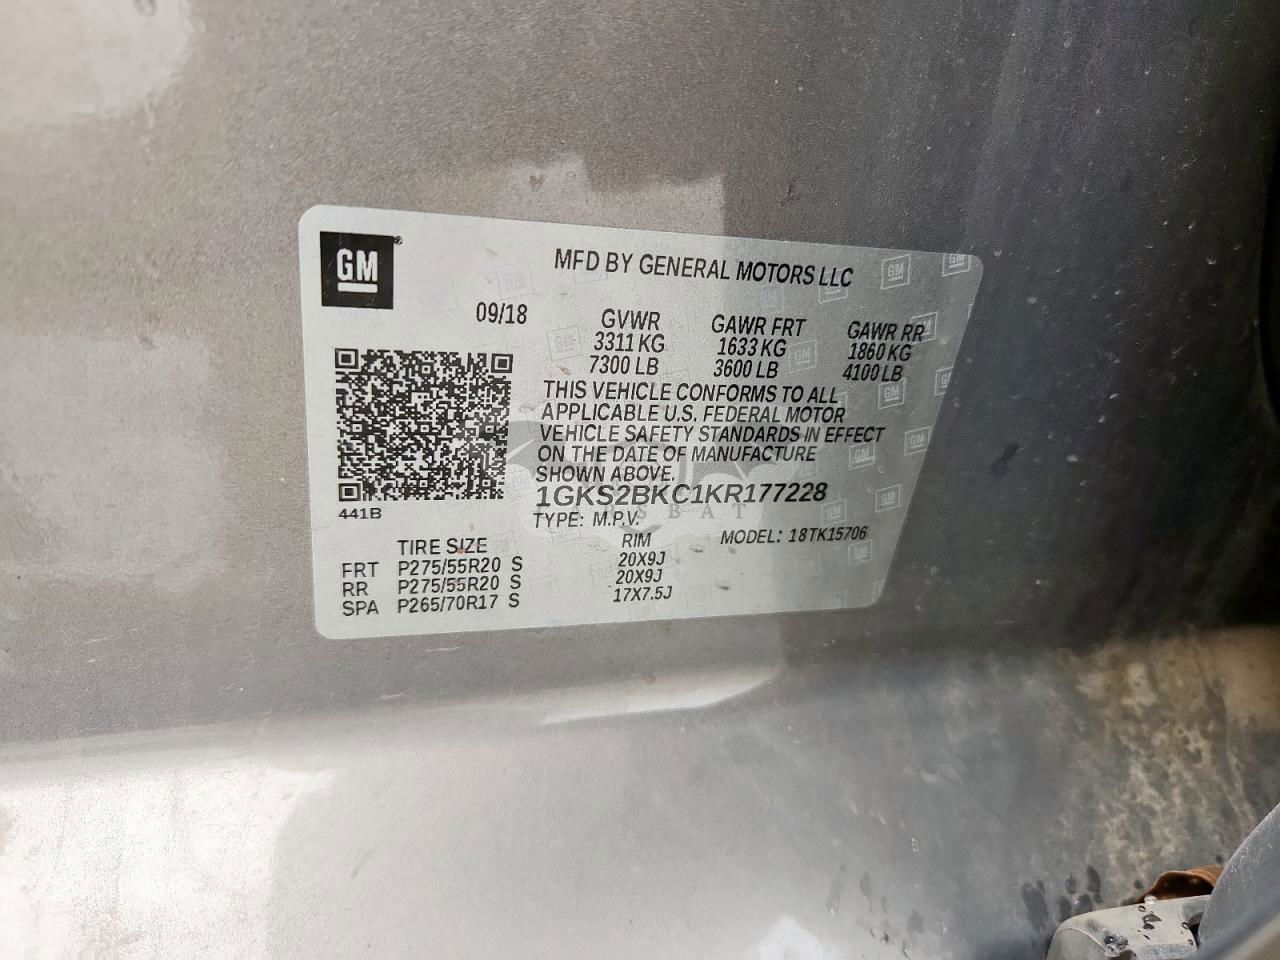 GM
MFD BY GENERAL MOTORS LLC
09/18
GVWR GAWR FRT GAWR RR
3311 KG 1633 KG 1860 KG
7300 LB 3600 LB 4100 LB
THIS VEHICLE CONFORMS TO ALL
APPLICABLE U.S. FEDERAL MOTOR
VEHICLE SAFETY STANDARDS IN EFFECT
ON THE DATE OF MANUFACTURE
SHOWN ABOVE.
1GKS2BKC1KR177228
441B
TYPE: M.P.V.
MODEL: 18TK15706
TIRE SIZE RIM
FRT P275/55R20 S 20X9J
RR P275/55R20 S 20X9J
SPA P265/70R17 S 17X7.5J